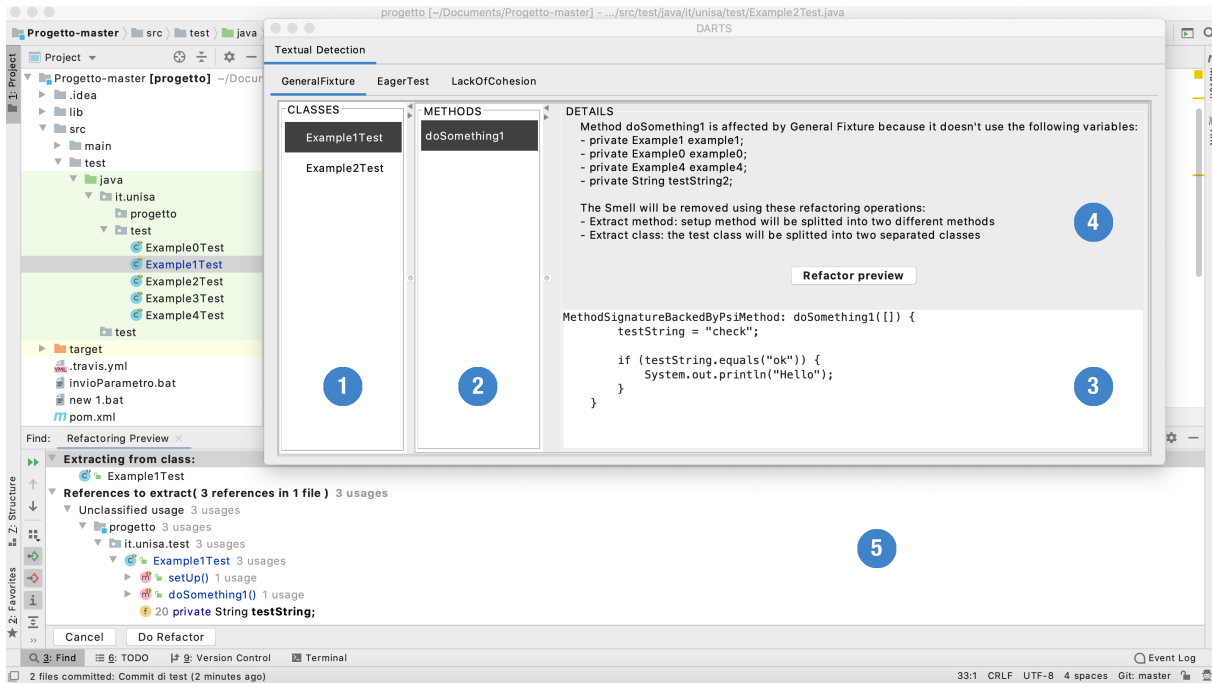 progetto [~/Documents/Progetto-master] - .../src/test/java/it/unisa/test/Example2Test.java
Progetto-master
src
test
java
DARTS
Textual Detection
GeneralFixture
EagerTest
LackOfCohesion
1: Project
Project
Progetto-master [progetto] ~/Docur
.idea
lib
src
main
test
java
it.unisa
progetto
test
Example0Test
Example1Test
Example2Test
Example3Test
Example4Test
test
target
.travis.yml
invioParametro.bat
new 1.bat
pom.xml
CLASSES
Example1Test
Example2Test
1
METHODS
doSomething1
2
DETAILS
Method doSomething1 is affected by General Fixture because it doesn't use the following variables:
- private Example1 example1;
- private Example0 example0;
- private Example4 example4;
- private String testString2;
The Smell will be removed using these refactoring operations:
- Extract method: setup method will be splitted into two different methods
- Extract class: the test class will be splitted into two separated classes
4
Refactor preview
MethodSignatureBackedByPsiMethod: doSomething1([]) {
testString = "check";
if (testString.equals("ok")) {
System.out.println("Hello");
}
}
3
Find:
Refactoring Preview
Extracting from class:
Example1Test
References to extract( 3 references in 1 file ) 3 usages
Unclassified usage 3 usages
progetto 3 usages
it.unisa.test 3 usages
Example1Test 3 usages
setUp() 1 usage
doSomething1() 1 usage
20 private String testString;
5
Z: Structure
2: Favorites
Cancel
Do Refactor
3: Find
6: TODO
9: Version Control
Terminal
Event Log
2 files committed: Commit di test (2 minutes ago)
33:1 CRLF UTF-8 4 spaces Git: master